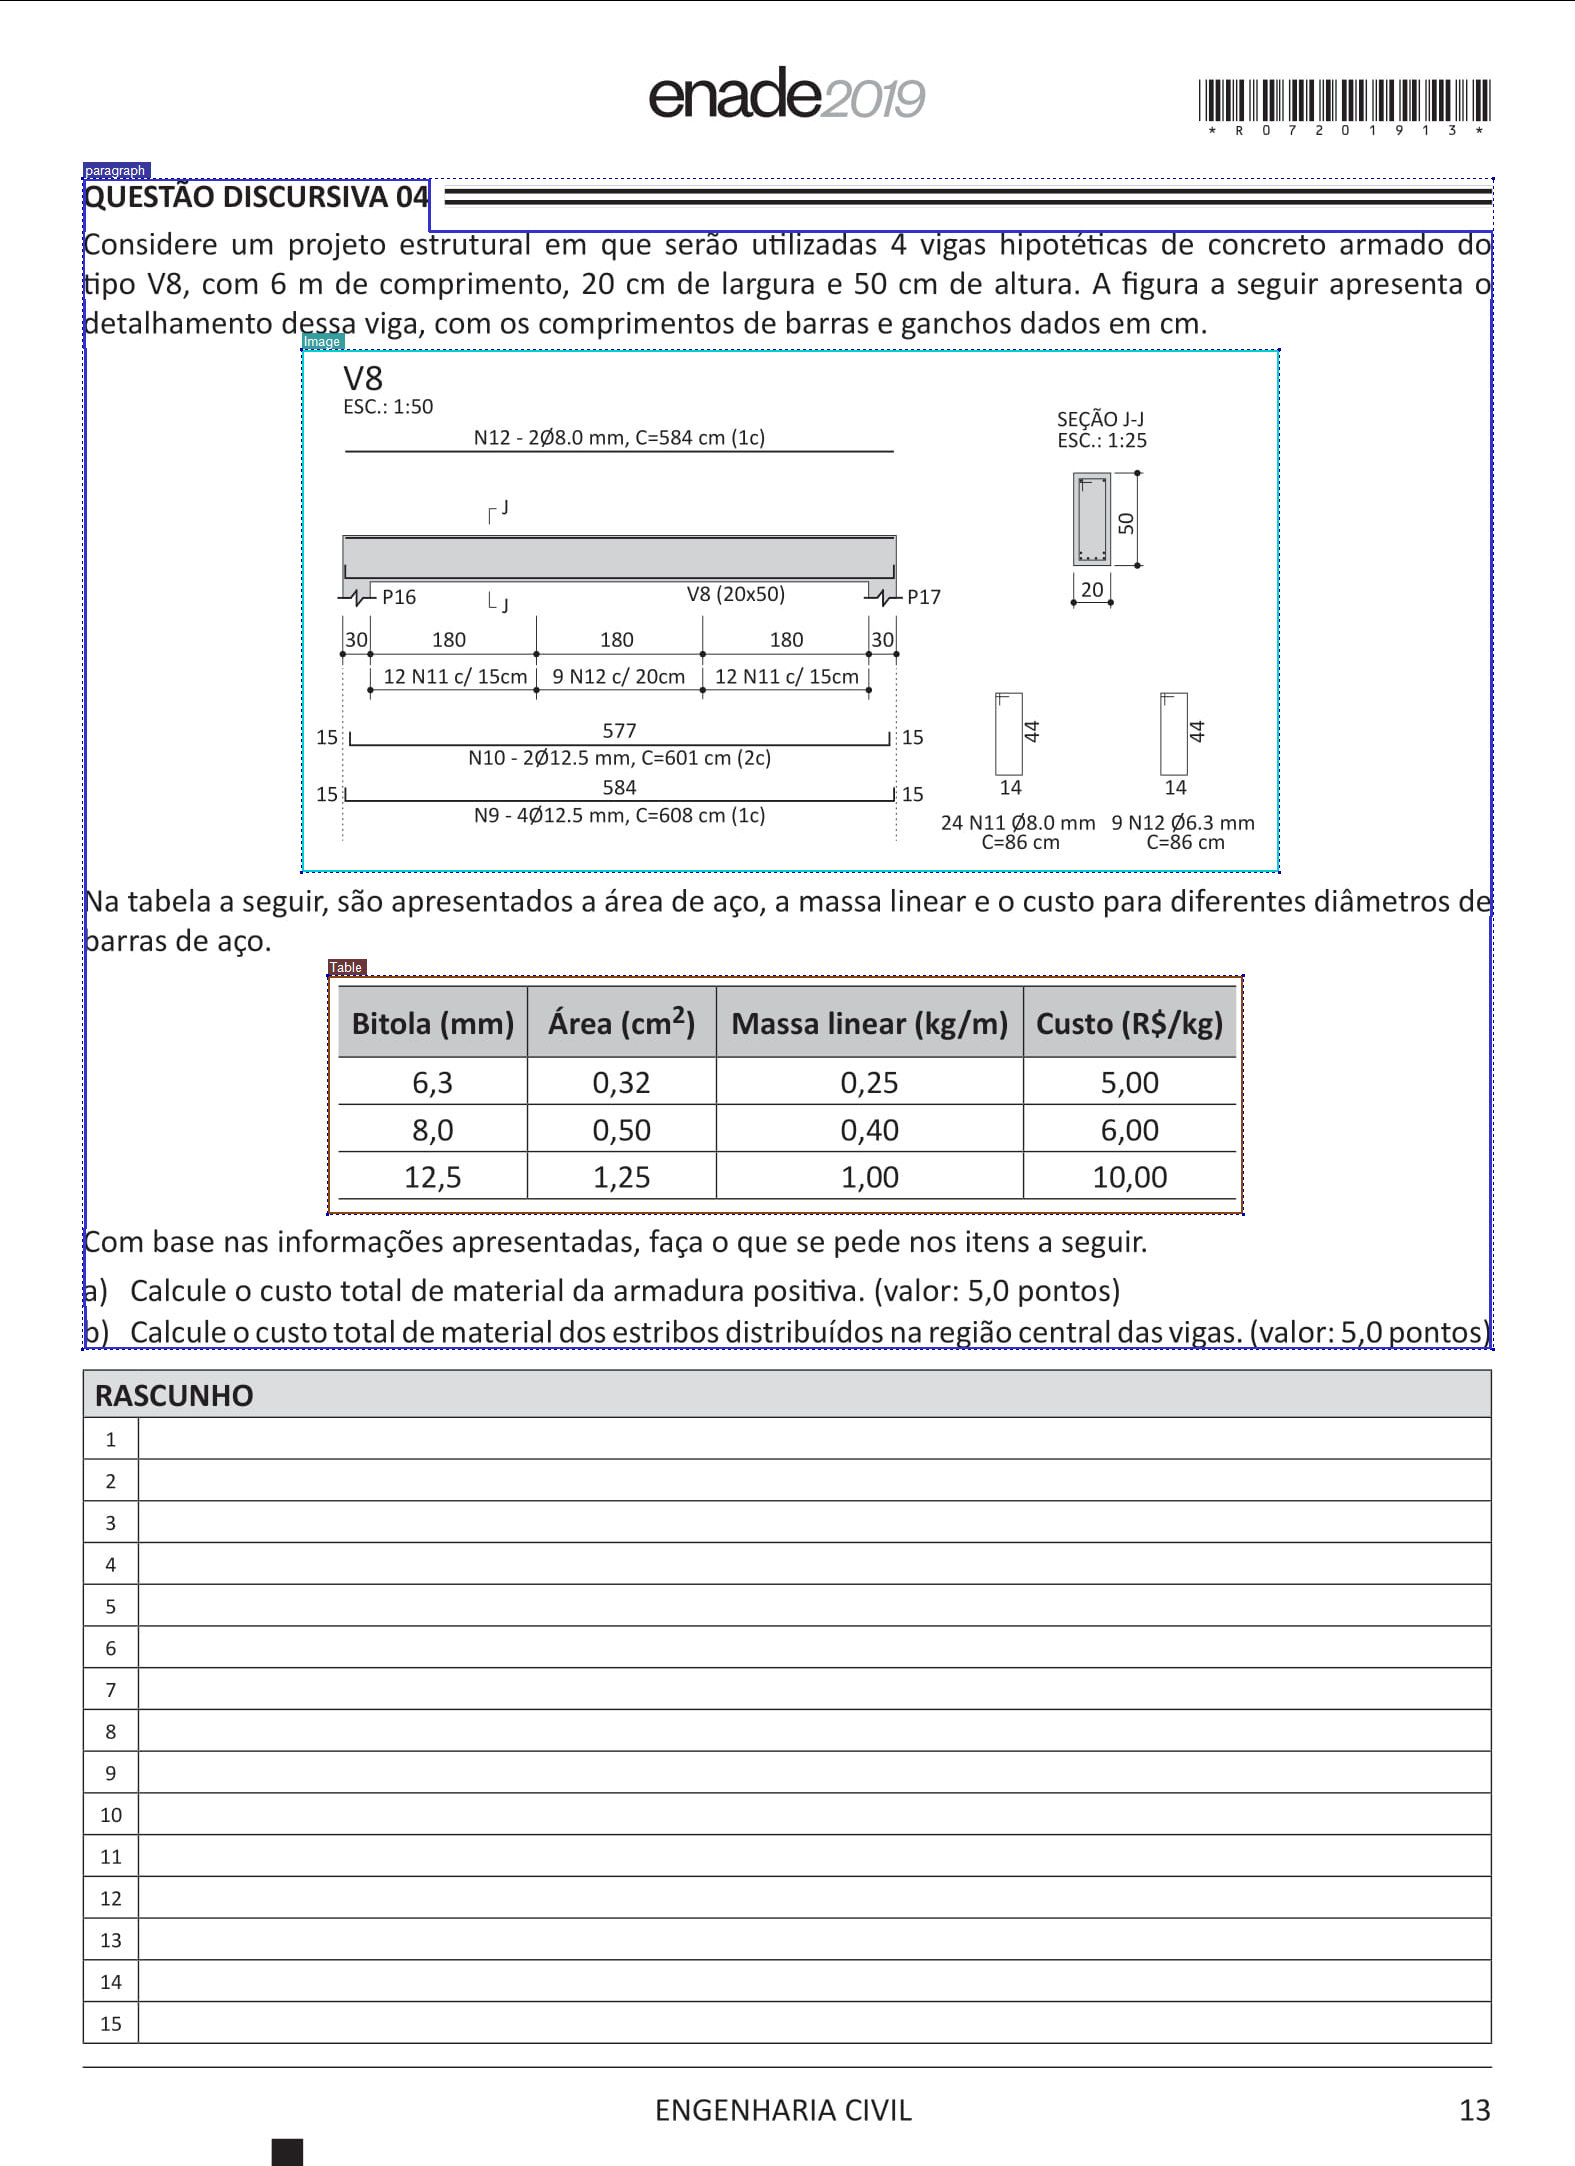 enade2019
*R07201913*
paragraph
QUESTÃO DISCURSIVA 04
Considere um projeto estrutural em que serão utilizadas 4 vigas hipotéticas de concreto armado do
tipo V8, com 6 m de comprimento, 20 cm de largura e 50 cm de altura. A figura a seguir apresenta o
detalhamento dessa viga, com os comprimentos de barras e ganchos dados em cm.
Image
V8
ESC.: 1:50
N12 - 2Ø8.0 mm, C=584 cm (1c)
SEÇÃO J-J
ESC.: 1:25
J
50
20
P16
J
V8 (20x50)
P17
30
180
180
180
30
12 N11 c/ 15cm
9 N12 c/ 20cm
12 N11 c/ 15cm
15
577
15
N10 - 2Ø12.5 mm, C=601 cm (2c)
15
584
15
N9 - 4Ø12.5 mm, C=608 cm (1c)
44
14
24 N11 Ø8.0 mm
C=86 cm
44
14
9 N12 Ø6.3 mm
C=86 cm
Na tabela a seguir, são apresentados a área de aço, a massa linear e o custo para diferentes diâmetros de
barras de aço.
Table
Bitola (mm) Área (cm²) Massa linear (kg/m) Custo (R$/kg)
6,3 0,32 0,25 5,00
8,0 0,50 0,40 6,00
12,5 1,25 1,00 10,00
Com base nas informações apresentadas, faça o que se pede nos itens a seguir.
a) Calcule o custo total de material da armadura positiva. (valor: 5,0 pontos)
b) Calcule o custo total de material dos estribos distribuídos na região central das vigas. (valor: 5,0 pontos)
RASCUNHO
1
2
3
4
5
6
7
8
9
10
11
12
13
14
15
ENGENHARIA CIVIL
13